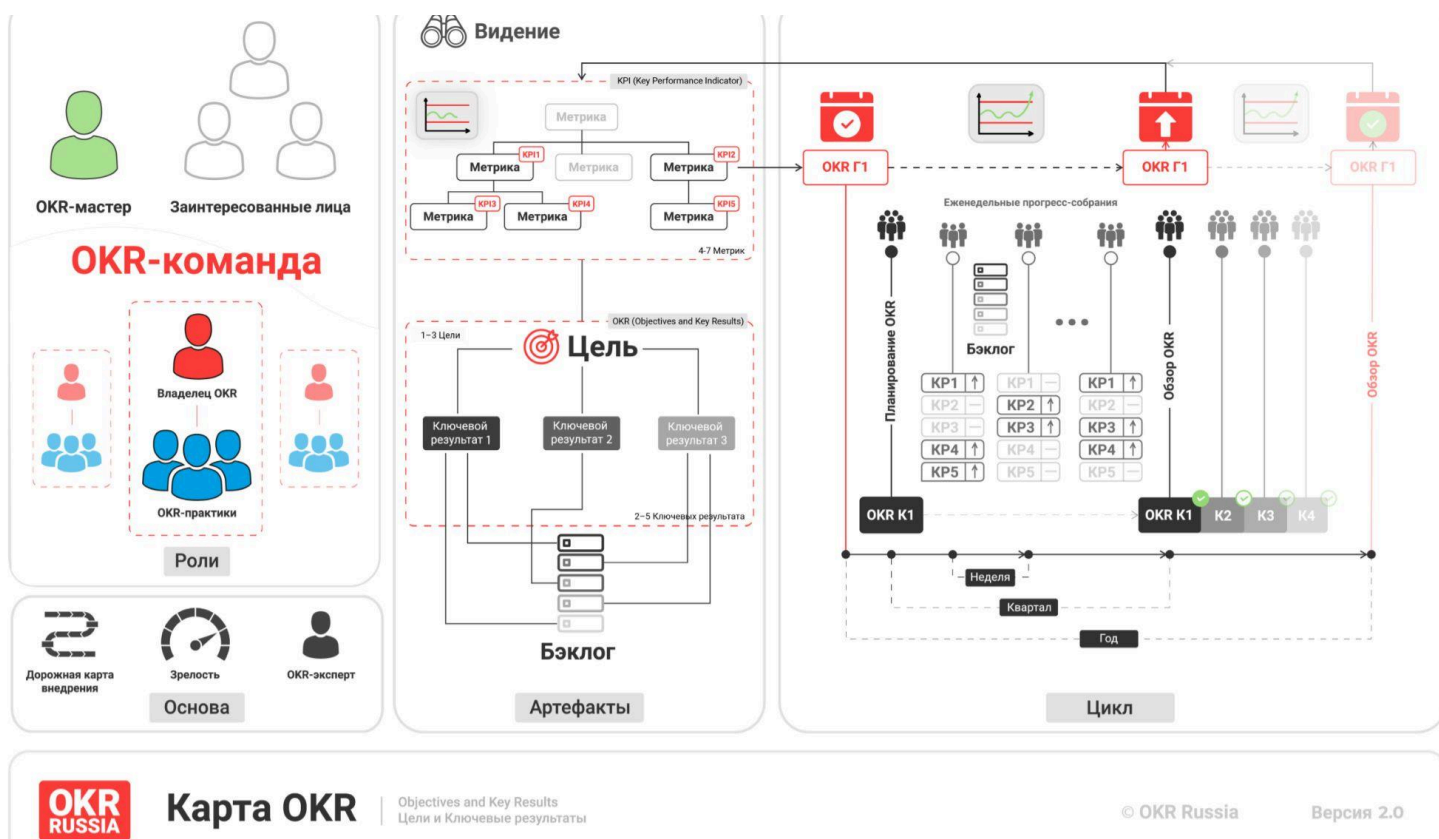 OKR-мастер
Заинтересованные лица
OKR-команда
Владелец OKR
OKR-практики
Роли
Дорожная карта
внедрения
Зрелость
OKR-эксперт
Основа
Видение
KPI (Key Performance Indicator)
Метрика
Метрика
KPI1
Метрика
Метрика
KPI2
Метрика
KPI3
Метрика
KPI4
Метрика
KPI5
4-7 Метрик
OKR (Objectives and Key Results)
1–3 Цели
Цель
Ключевой
результат 1
Ключевой
результат 2
Ключевой
результат 3
2–5 Ключевых результата
Бэклог
Артефакты
OKR Г1
OKR Г1
OKR Г1
Еженедельные прогресс-собрания
Планирование OKR
Бэклог
КР1
КР2
КР3
КР4
КР5
КР1
КР2
КР3
КР4
КР5
КР1
КР2
КР3
КР4
КР5
Обзор OKR
Обзор OKR
OKR К1
OKR К1
К2
К3
К4
Неделя
Квартал
Год
Цикл
OKR
RUSSIA
Карта OKR
Objectives and Key Results
Цели и Ключевые результаты
© OKR Russia
Версия 2.0